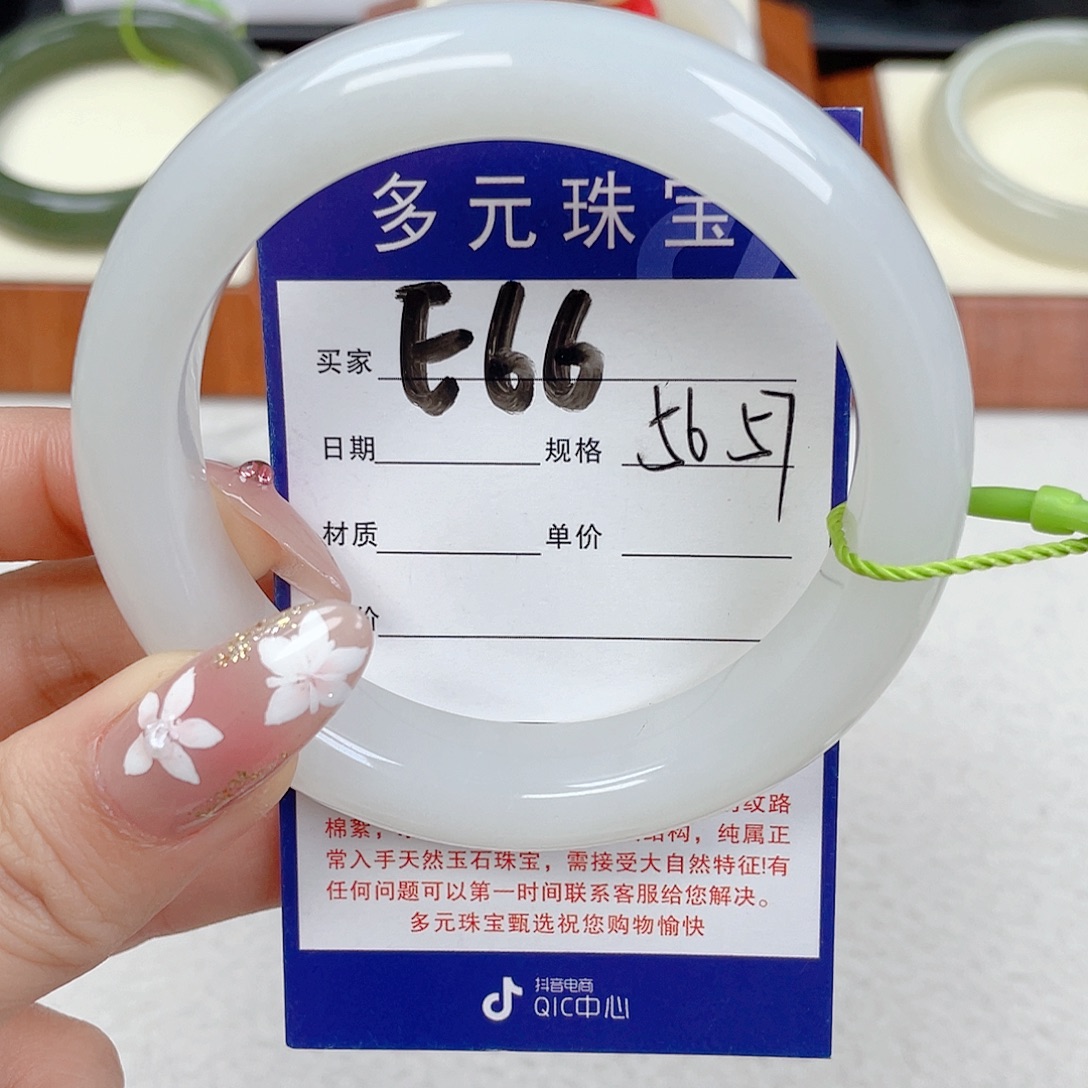 多元珠宝
买家 E66
日期 规格 56 57
材质 单价
价
纹路
棉絮， 结构，纯属正
常入手天然玉石珠宝，需接受大自然特征!有
任何问题可以第一时间联系客服给您解决。
多元珠宝甄选祝您购物愉快
抖音电商
QIC中心